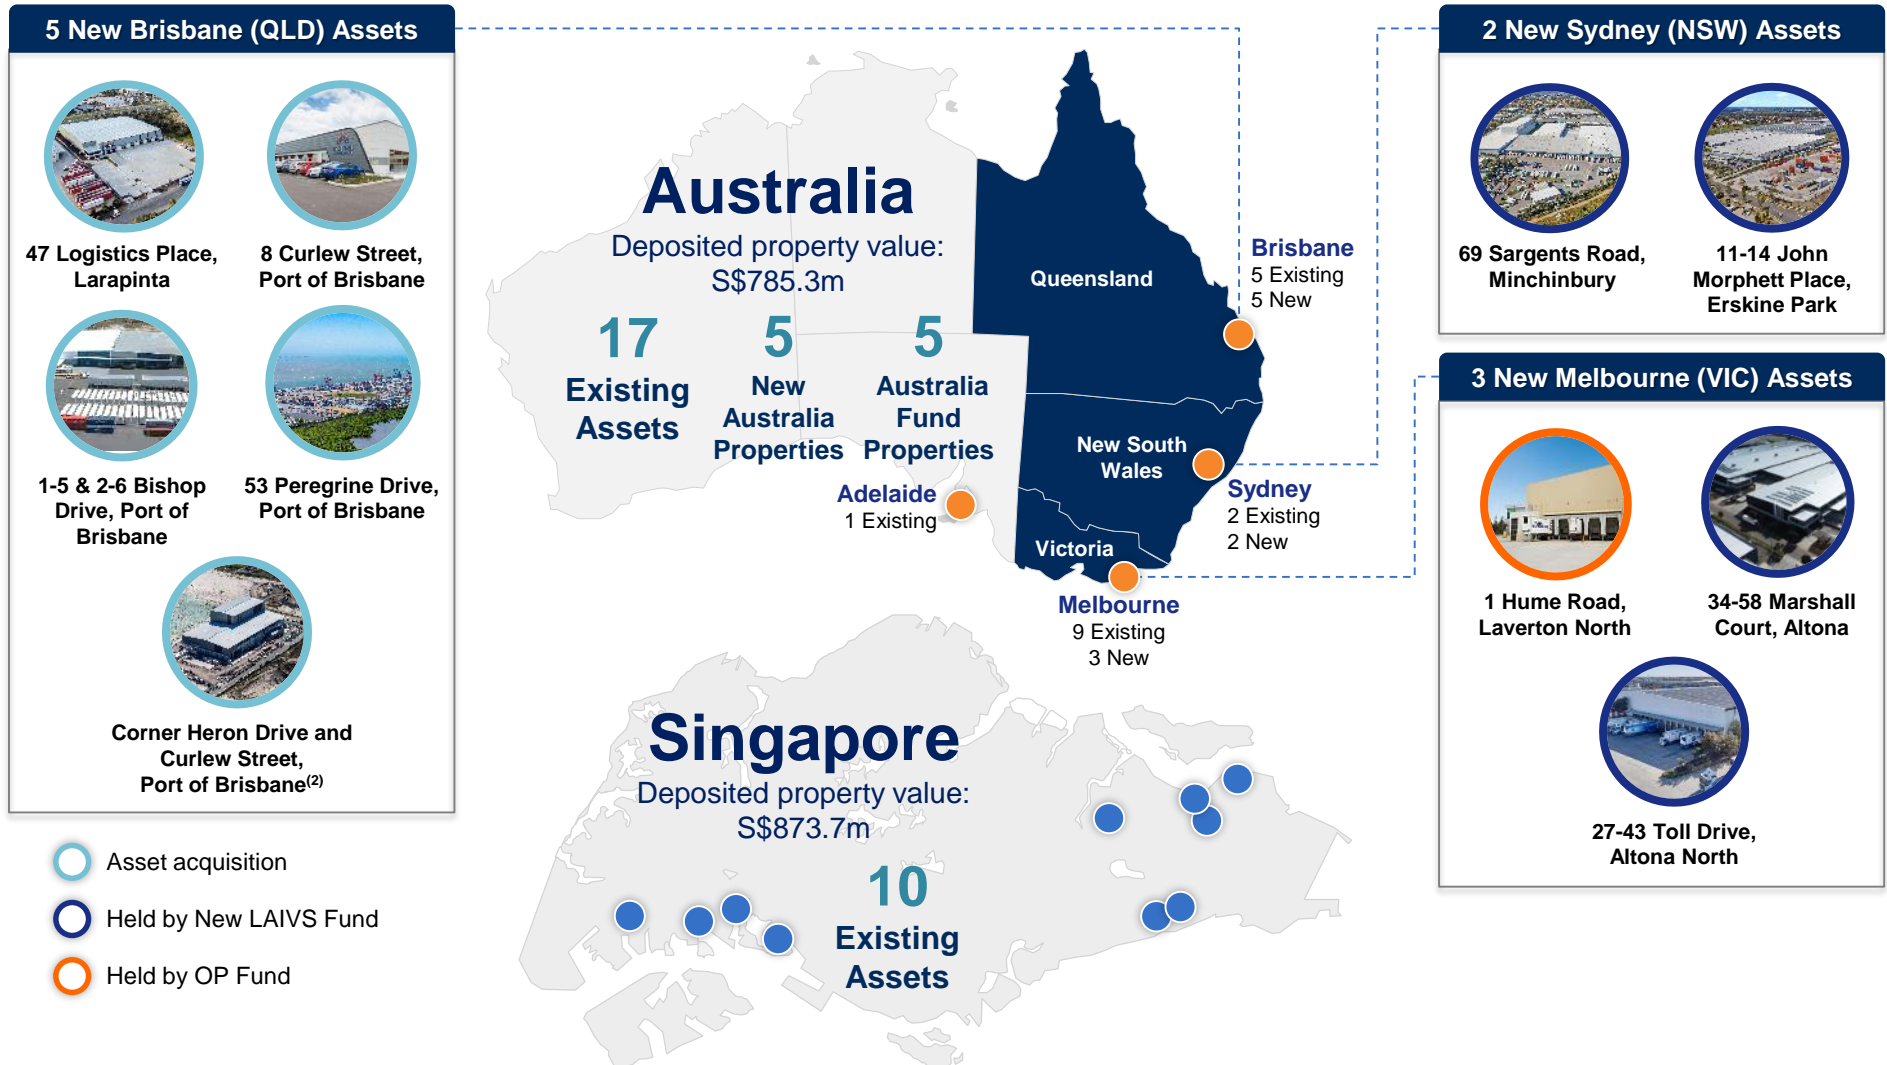 5 New Brisbane (QLD) Assets
47 Logistics Place,
Larapinta
8 Curlew Street,
Port of Brisbane
1-5 & 2-6 Bishop
Drive, Port of
Brisbane
53 Peregrine Drive,
Port of Brisbane
Corner Heron Drive and
Curlew Street,
Port of Brisbane(2)
Asset acquisition
Held by New LAIVS Fund
Held by OP Fund
Australia
Deposited property value:
S$785.3m
17
Existing
Assets
5
New
Australia
Properties
5
Australia
Fund
Properties
Queensland
New South
Wales
Victoria
Brisbane
5 Existing
5 New
Adelaide
1 Existing
Sydney
2 Existing
2 New
Melbourne
9 Existing
3 New
Singapore
Deposited property value:
S$873.7m
10
Existing
Assets
2 New Sydney (NSW) Assets
69 Sargents Road,
Minchinbury
11-14 John
Morphett Place,
Erskine Park
3 New Melbourne (VIC) Assets
1 Hume Road,
Laverton North
34-58 Marshall
Court, Altona
27-43 Toll Drive,
Altona North